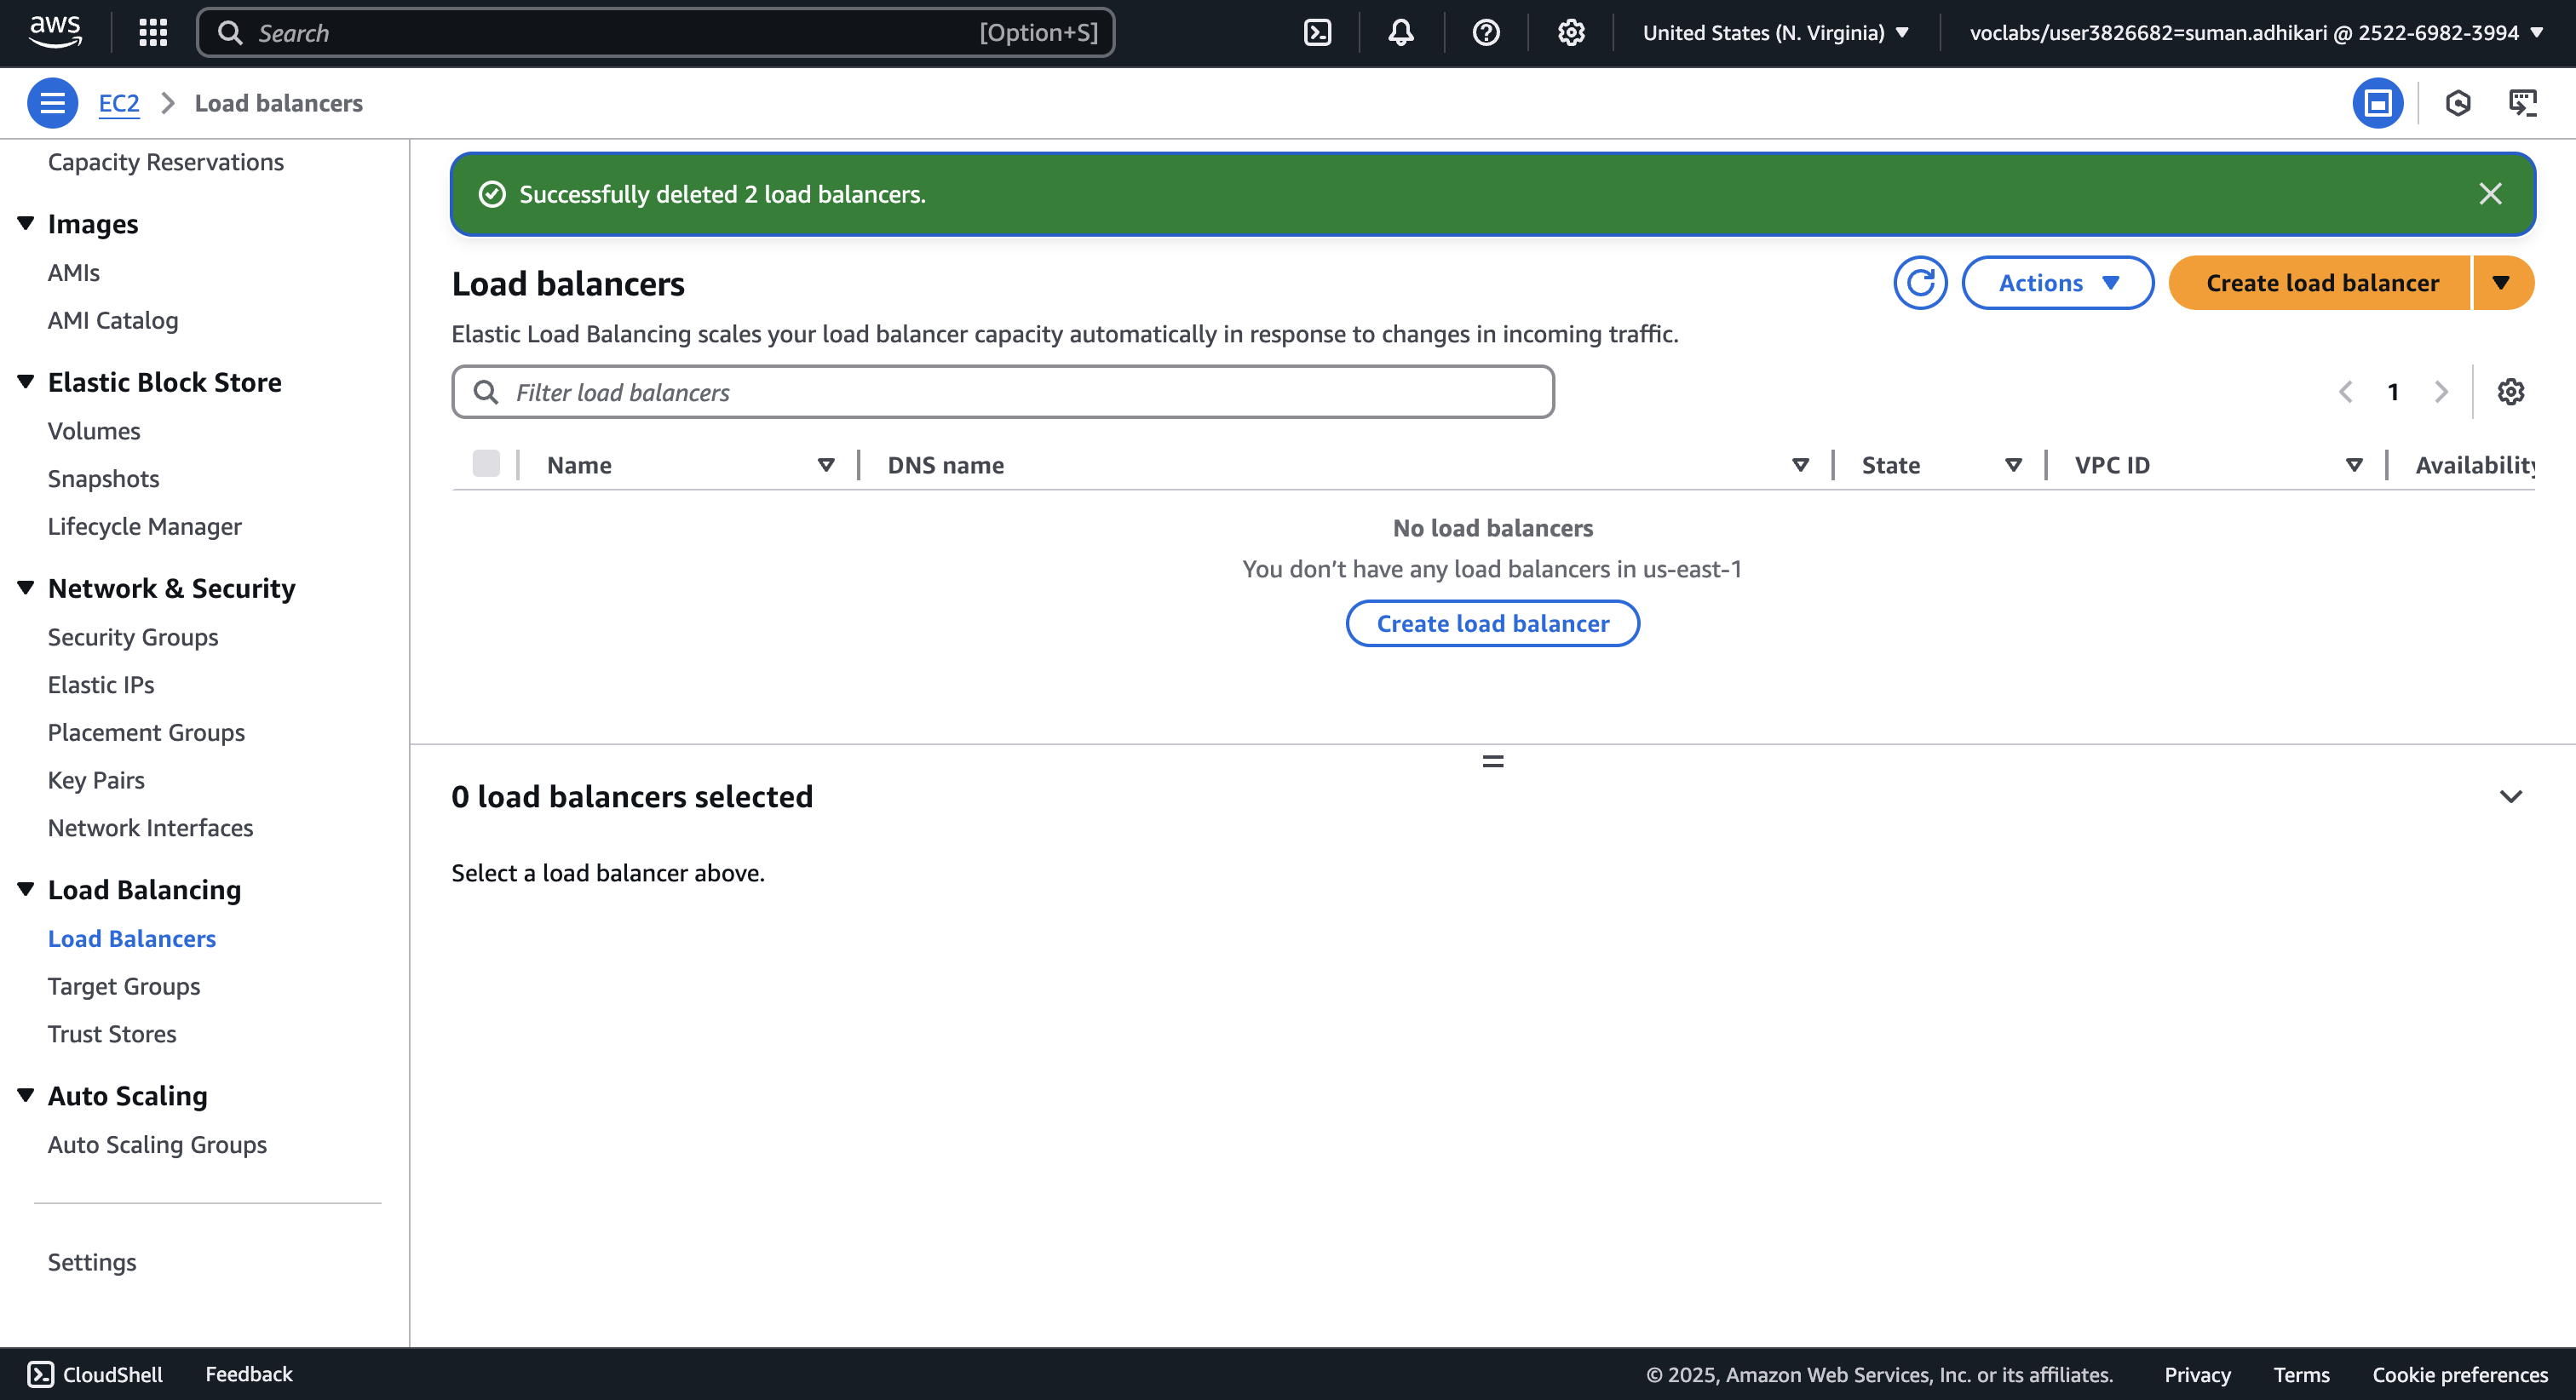 aws
Search [Option+S]
United States (N. Virginia)
voclabs/user3826682=suman.adhikari @ 2522-6982-3994
EC2 Load balancers
Capacity Reservations
Images
AMIs
AMI Catalog
Elastic Block Store
Volumes
Snapshots
Lifecycle Manager
Network & Security
Security Groups
Elastic IPs
Placement Groups
Key Pairs
Network Interfaces
Load Balancing
Load Balancers
Target Groups
Trust Stores
Auto Scaling
Auto Scaling Groups
Settings
Successfully deleted 2 load balancers.
Load balancers
Actions
Create load balancer
Elastic Load Balancing scales your load balancer capacity automatically in response to changes in incoming traffic.
Filter load balancers
1
Name DNS name State VPC ID Availability
No load balancers
You don’t have any load balancers in us-east-1
Create load balancer
0 load balancers selected
Select a load balancer above.
CloudShell Feedback
© 2025, Amazon Web Services, Inc. or its affiliates. Privacy Terms Cookie preferences